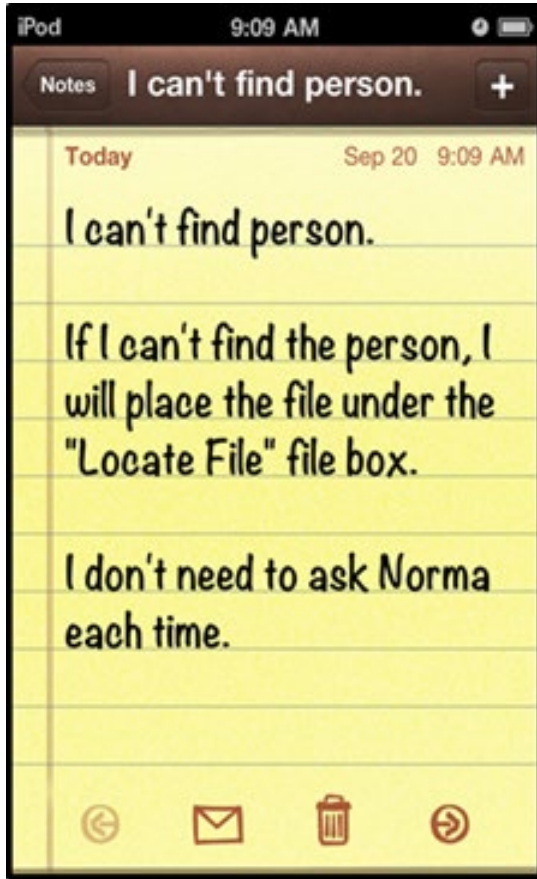 iPod 9:09 AM
Notes I can't find person. +
Today Sep 20 9:09 AM
I can't find person.
If I can't find the person, I
will place the file under the
"Locate File" file box.
I don't need to ask Norma
each time.